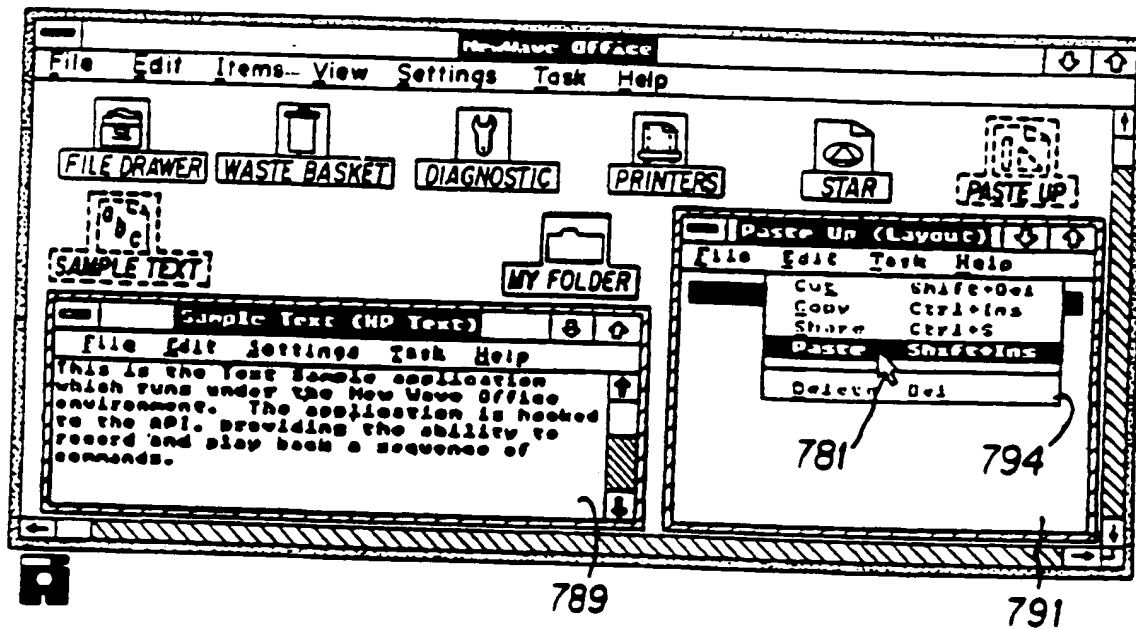 NewWave Office
File Edit Items View Settings Task Help
FILE DRAWER WASTE BASKET DIAGNOSTIC PRINTERS STAR PASTE UP
abc
SAMPLE TEXT MY FOLDER
Paste Up (Layout)
File Edit Task Help
Cut Shift+Del
Copy Ctrl+Ins
Share Ctrl+S
Paste Shift+Ins
Delete Del
Sample Text (HP Text)
File Edit Settings Task Help
This is the Text Sample application
which runs under the New Wave Office
environment. The application is hooked
to the API, providing the ability to
record and play back a sequence of
commands.
781 794
789 791